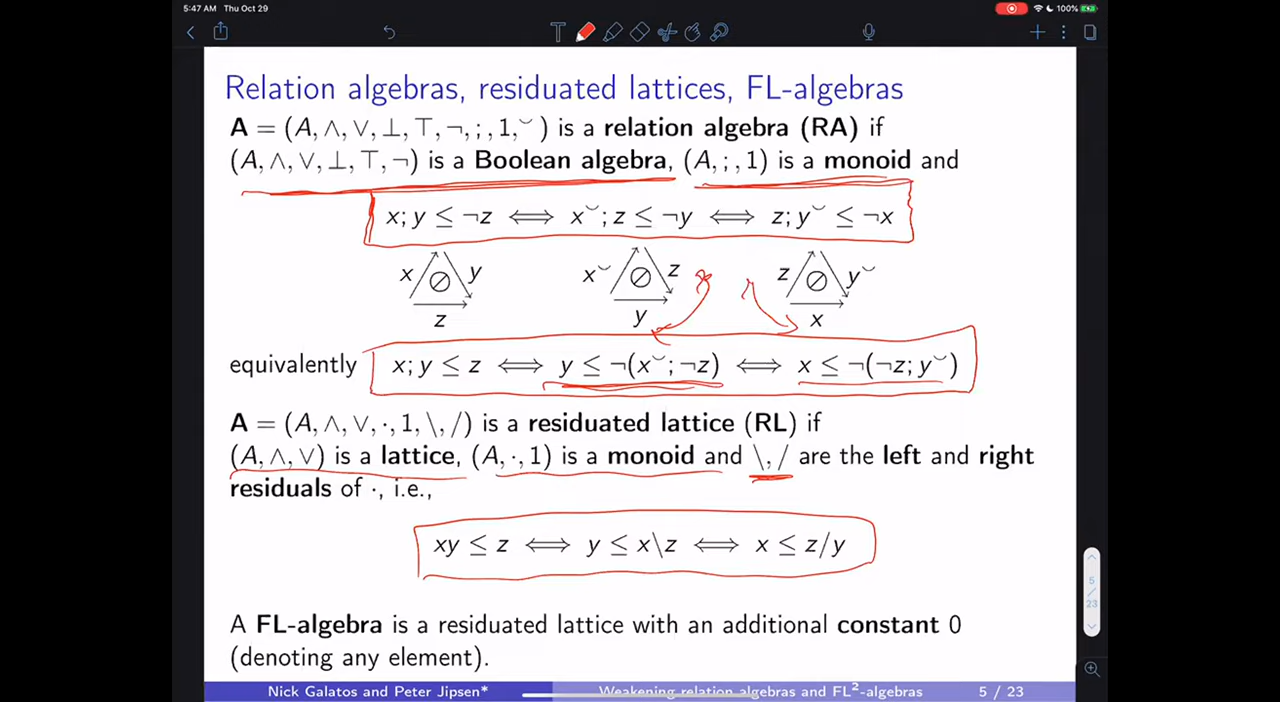 5:47 AM Thu Oct 29 100%
Relation algebras, residuated lattices, FL-algebras
A = (A, ∧, ∨, ⊥, ⊤, ¬, ;, 1, ˘) is a relation algebra (RA) if
(A, ∧, ∨, ⊥, ⊤, ¬) is a Boolean algebra, (A, ;, 1) is a monoid and
x; y ≤ ¬z ⟺ x˘; z ≤ ¬y ⟺ z; y˘ ≤ ¬x
x y x˘ z z y˘
z y x
equivalently x; y ≤ z ⟺ y ≤ ¬(x˘; ¬z) ⟺ x ≤ ¬(¬z; y˘)
A = (A, ∧, ∨, ·, 1, \, /) is a residuated lattice (RL) if
(A, ∧, ∨) is a lattice, (A, ·, 1) is a monoid and \, / are the left and right
residuals of ·, i.e.,
xy ≤ z ⟺ y ≤ x\z ⟺ x ≤ z/y
5
/
23
A FL-algebra is a residuated lattice with an additional constant 0
(denoting any element).
Nick Galatos and Peter Jipsen* Weakening relation algebras and FL²-algebras 5 / 23